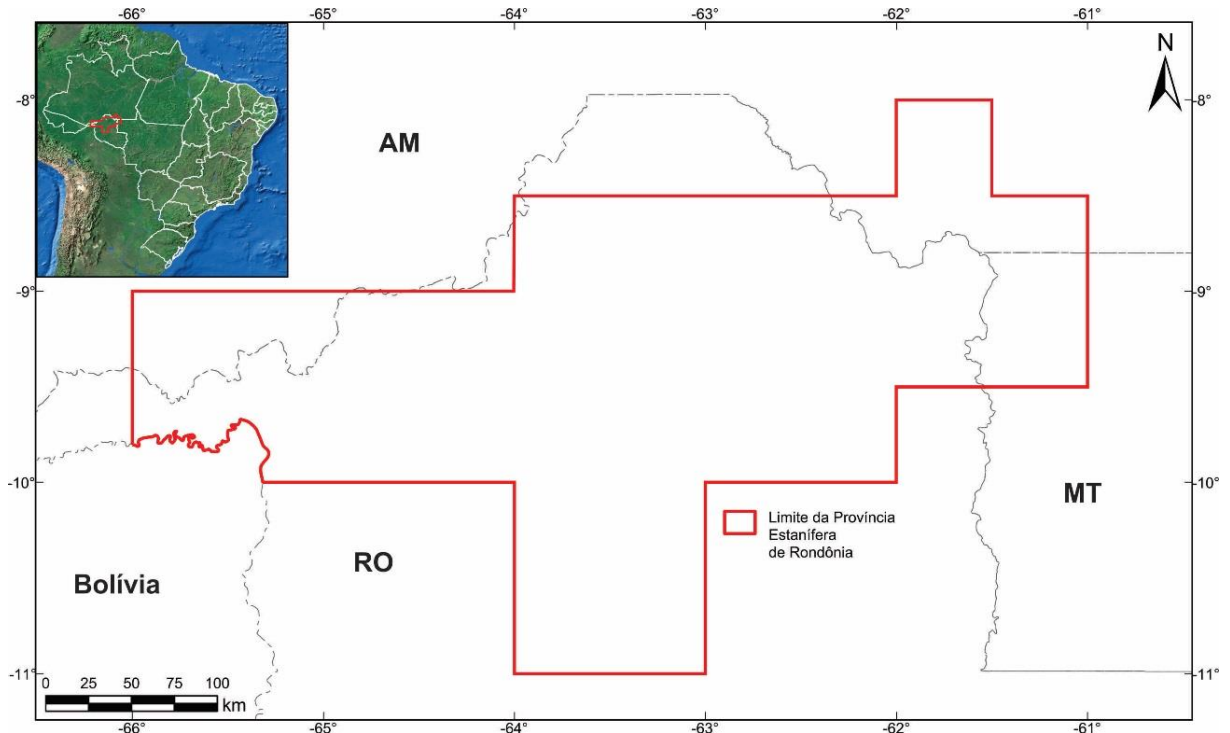 -66°
-65°
-64°
-63°
-62°
-61°
N
-8°
-8°
AM
-9°
-9°
-10°
-10°
MT
Limite da Província
Estanífera
de Rondônia
RO
Bolívia
-11°
-11°
0 25 50 75 100
km
-66°
-65°
-64°
-63°
-62°
-61°